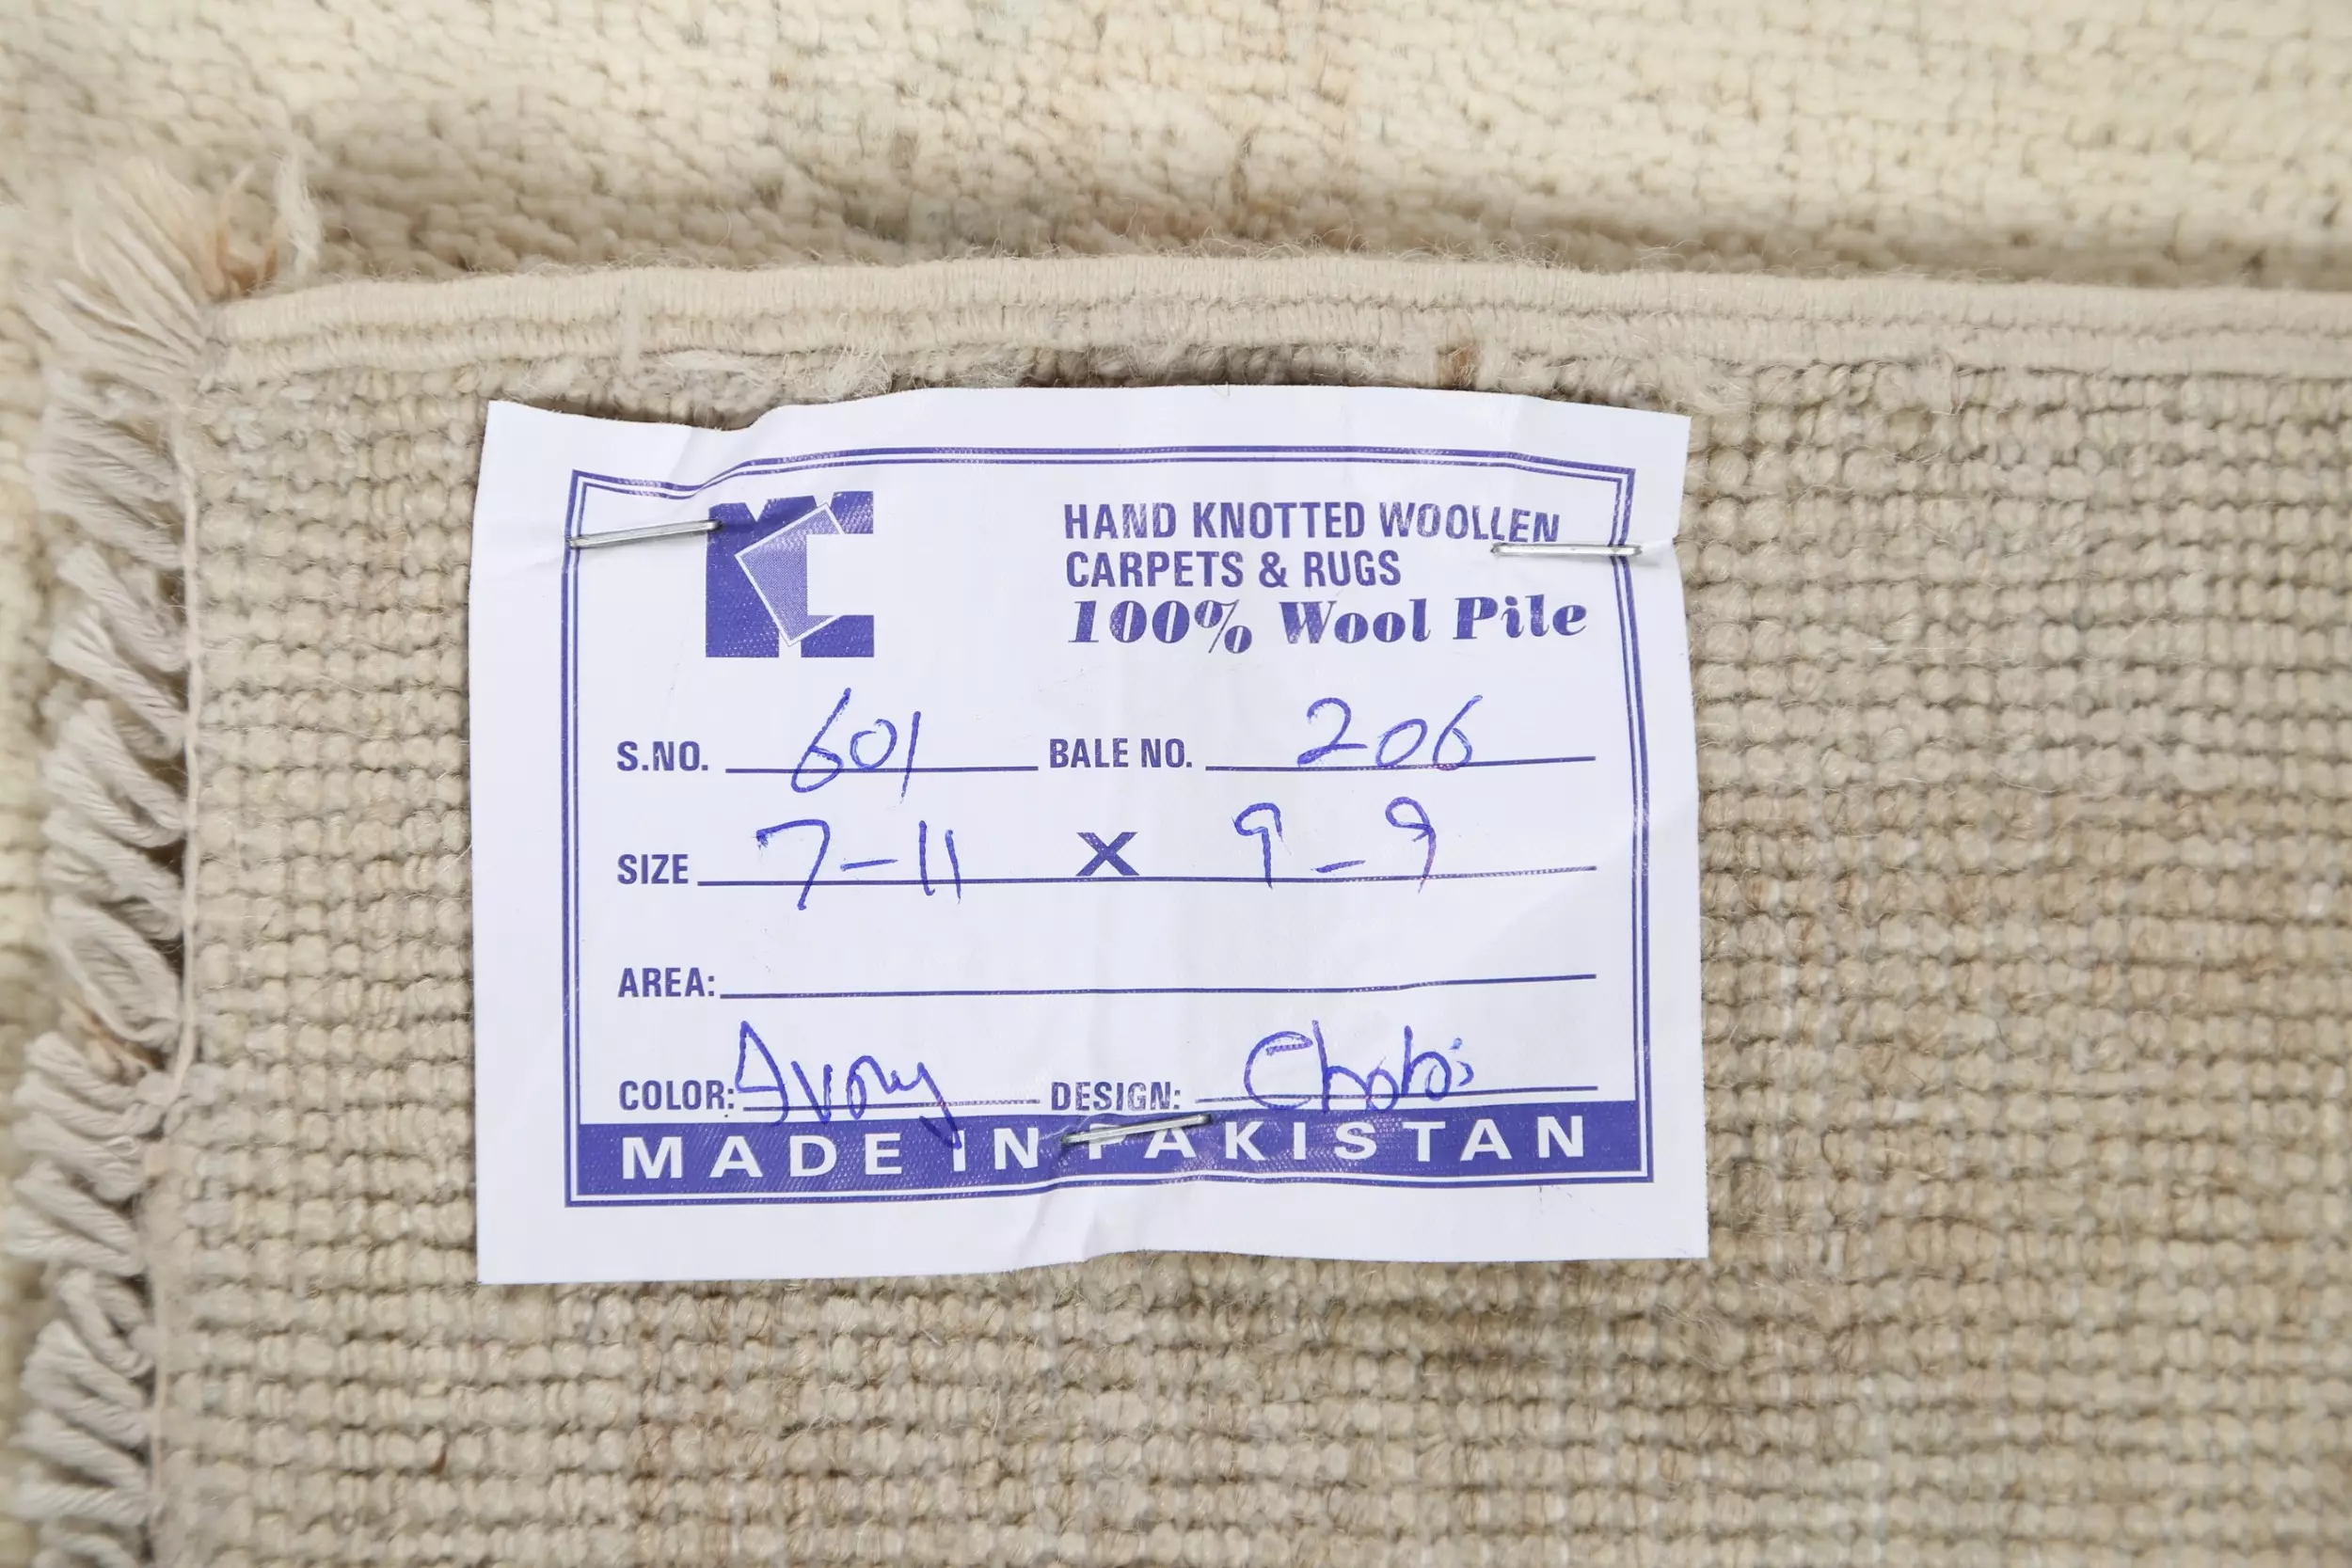 HAND KNOTTED WOOLLEN
CARPETS & RUGS
100% Wool Pile
S.NO. 601 BALE NO. 206
SIZE 7-11 X 9-9
AREA:
COLOR: Ivory DESIGN: Chobi
MADE IN PAKISTAN